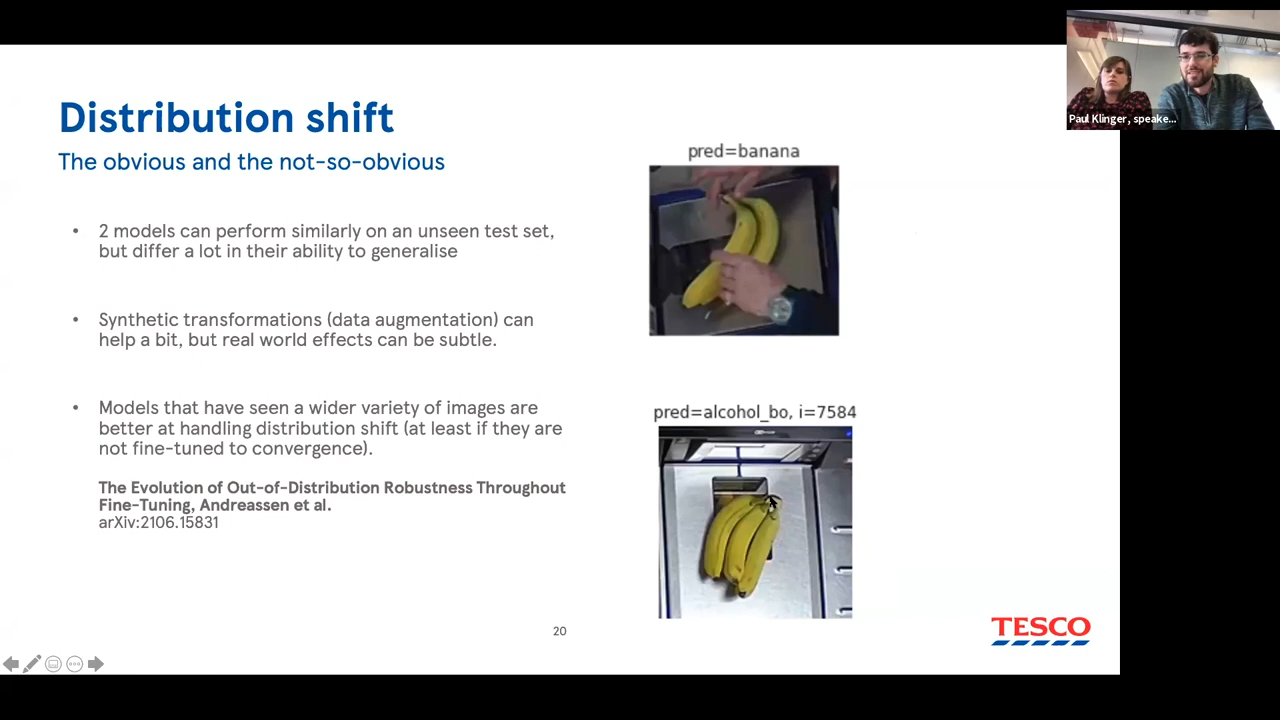 Distribution shift
The obvious and the not-so-obvious
• 2 models can perform similarly on an unseen test set,
but differ a lot in their ability to generalise
• Synthetic transformations (data augmentation) can
help a bit, but real world effects can be subtle.
• Models that have seen a wider variety of images are
better at handling distribution shift (at least if they are
not fine-tuned to convergence).
The Evolution of Out-of-Distribution Robustness Throughout
Fine-Tuning, Andreassen et al.
arXiv:2106.15831
pred=banana
pred=alcohol_bo, i=7584
20
TESCO
Paul Klinger, speake...